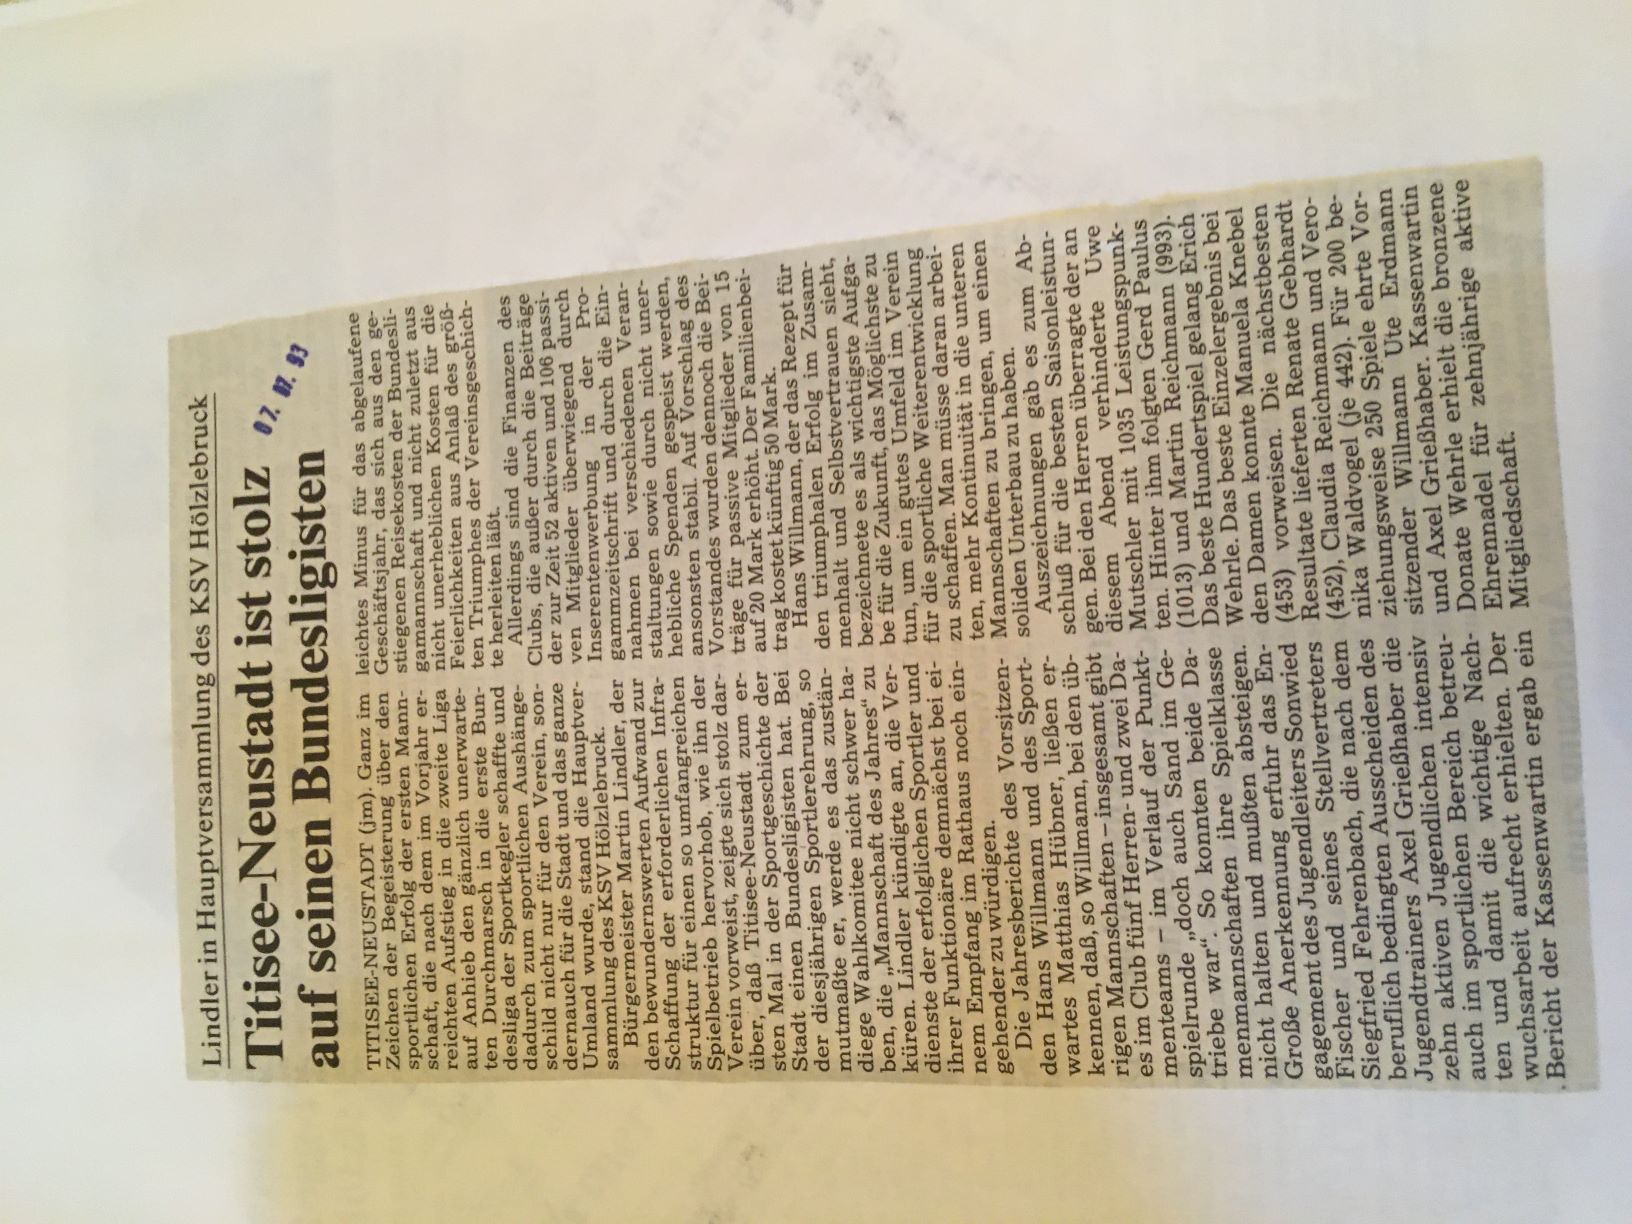 Lindler in Hauptversammlung des KSV Hölzlebruck
Titisee-Neustadt ist stolz
auf seinen Bundesligisten
07. 07. 93
TITISEE-NEUSTADT (jm). Ganz im
Zeichen der Begeisterung über den
sportlichen Erfolg der ersten Mann-
schaft, die nach dem im Vorjahr er-
reichten Aufstieg in die zweite Liga
auf Anhieb den gänzlich unerwarte-
ten Durchmarsch in die erste Bun-
desliga der Sportkegler schaffte und
dadurch zum sportlichen Aushänge-
schild nicht nur für den Verein, son-
dernauch für die Stadt und das ganze
Umland wurde, stand die Hauptver-
sammlung des KSV Hölzlebruck.
Bürgermeister Martin Lindler, der
den bewundernswerten Aufwand zur
Schaffung der erforderlichen Infra-
struktur für einen so umfangreichen
Spielbetrieb hervorhob, wie ihn der
Verein vorweist, zeigte sich stolz dar-
über, daß Titisee-Neustadt zum er-
sten Mal in der Sportgeschichte der
Stadt einen Bundesligisten hat. Bei
der diesjährigen Sportlerehrung, so
mutmaßte er, werde es das zustän-
diege Wahlkomitee nicht schwer ha-
ben, die „Mannschaft des Jahres“ zu
küren. Lindler kündigte an, die Ver-
dienste der erfolglichen Sportler und
ihrer Funktionäre demnächst bei ei-
nem Empfang im Rathaus noch ein-
gehender zu würdigen.
Die Jahresberichte des Vorsitzen-
den Hans Willmann und des Sport-
wartes Matthias Hübner, ließen er-
kennen, daß, so Willmann, bei den üb-
rigen Mannschaften – insgesamt gibt
es im Club fünf Herren- und zwei Da-
menteams – im Verlauf der Punkt-
spielrunde „doch auch Sand im Ge-
triebe war“. So konnten beide Da-
menmannschaften ihre Spielklasse
nicht halten und mußten absteigen.
Große Anerkennung erfuhr das En-
gagement des Jugendleiters Sonwied
Fischer und seines Stellvertreters
Siegfried Fehrenbach, die nach dem
beruflich bedingten Ausscheiden des
Jugendtrainers Axel Grießhaber die
zehn aktiven Jugendlichen intensiv
auch im sportlichen Bereich betreu-
ten und damit die wichtige Nach-
wuchsarbeit aufrecht erhielten. Der
Bericht der Kassenwartin ergab ein
leichtes Minus für das abgelaufene
Geschäftsjahr, das sich aus den ge-
stiegenen Reisekosten der Bundesli-
gamannschaft und nicht zuletzt aus
nicht unerheblichen Kosten für die
Feierlichkeiten aus Anlaß des größ-
ten Triumphes der Vereinsgeschich-
te herleiten läßt.
Allerdings sind die Finanzen des
Clubs, die außer durch die Beiträge
der zur Zeit 52 aktiven und 106 passi-
ven Mitglieder überwiegend durch
Inserentenwerbung in der Pro-
grammzeitschrift und durch die Ein-
nahmen bei verschiedenen Veran-
staltungen sowie durch nicht uner-
hebliche Spenden gespeist werden,
ansonsten stabil. Auf Vorschlag des
Vorstandes wurden dennoch die Bei-
träge für passive Mitglieder von 15
auf 20 Mark erhöht. Der Familienbei-
trag kostet künftig 50 Mark.
Hans Willmann, der das Rezept für
den triumphalen Erfolg im Zusam-
menhalt und Selbstvertrauen sieht,
bezeichnete es als wichtigste Aufga-
be für die Zukunft, das Möglichste zu
tun, um ein gutes Umfeld im Verein
für die sportliche Weiterentwicklung
zu schaffen. Man müsse daran arbei-
ten, mehr Kontinuität in die unteren
Mannschaften zu bringen, um einen
soliden Unterbau zu haben.
Auszeichnungen gab es zum Ab-
schluß für die besten Saisonleistun-
gen. Bei den Herren überragte der an
diesem Abend verhinderte Uwe
Mutschler mit 1035 Leistungspunk-
ten. Hinter ihm folgten Gerd Paulus
(1013) und Martin Reichmann (993).
Das beste Hundertspiel gelang Erich
Wehrle. Das beste Einzelergebnis bei
den Damen konnte Manuela Knebel
(453) vorweisen. Die nächstbesten
Resultate lieferten Renate Gebhardt
(452), Claudia Reichmann und Vero-
nika Waldvogel (je 442). Für 200 be-
ziehungsweise 250 Spiele ehrte Vor-
sitzender Willmann Ute Erdmann
und Axel Grießhaber. Kassenwartin
Donate Wehrle erhielt die bronzene
Ehrennadel für zehnjährige aktive
Mitgliedschaft.